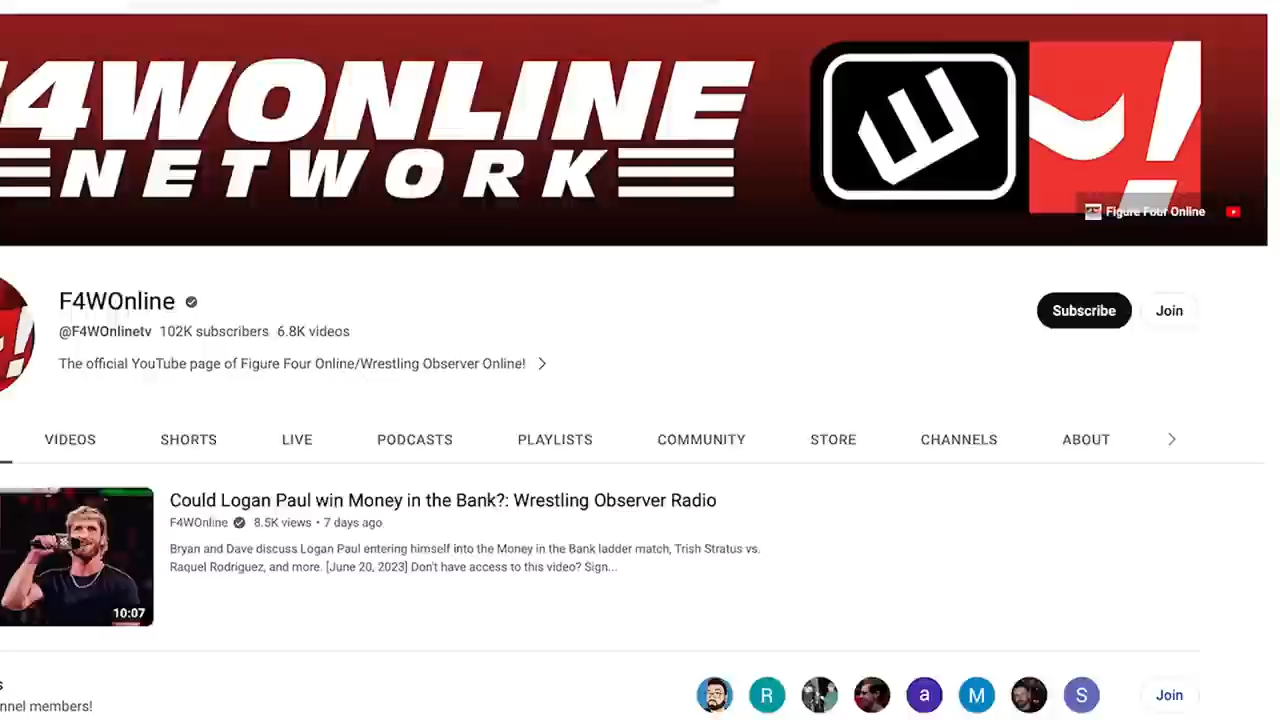 F4WONLINE
NETWORK
Figure Four Online
F4WOnline
@F4WOnlinetv 102K subscribers 6.8K videos
The official YouTube page of Figure Four Online/Wrestling Observer Online!
Subscribe
Join
VIDEOS SHORTS LIVE PODCASTS PLAYLISTS COMMUNITY STORE CHANNELS ABOUT
Could Logan Paul win Money in the Bank?: Wrestling Observer Radio
F4WOnline 8.5K views • 7 days ago
Bryan and Dave discuss Logan Paul entering himself into the Money in the Bank ladder match, Trish Stratus vs.
Raquel Rodriguez, and more. [June 20, 2023] Don't have access to this video? Sign...
10:07
R a M S Join
nnel members!